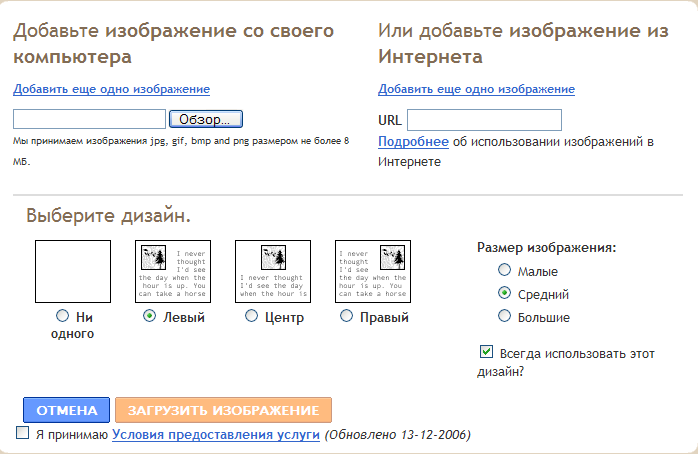 Добавьте изображение со своего
компьютера
Добавить еще одно изображение
Обзор...
Мы принимаем изображения jpg, gif, bmp and png размером не более 8
МБ.
Или добавьте изображение из
Интернета
Добавить еще одно изображение
URL
Подробнее об использовании изображений в
Интернете
Выберите дизайн.
I never
thought
I'd see
the day when the
hour is up. You
can take a horse
I never thought
I'd see the day
when the hour is
I never
thought
I'd see
the day when the
hour is up. You
can take a horse
Ни
одного
Левый
Центр
Правый
Размер изображения:
Малые
Средний
Большие
Всегда использовать этот
дизайн?
ОТМЕНА
ЗАГРУЗИТЬ ИЗОБРАЖЕНИЕ
Я принимаю Условия предоставления услуги (Обновлено 13-12-2006)